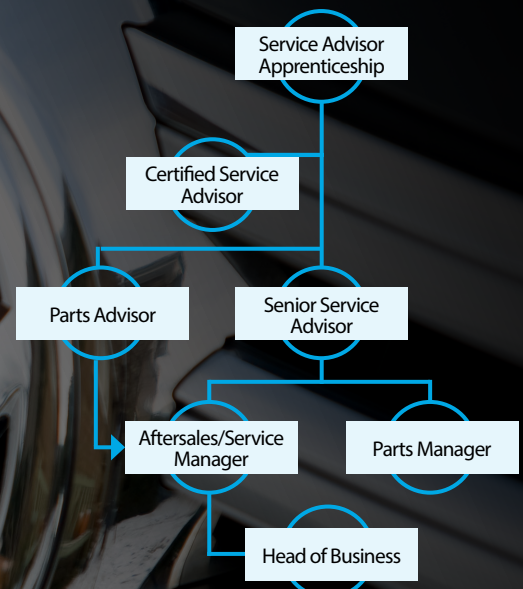 Service Advisor
Apprenticeship
Certified Service
Advisor
Parts Advisor
Senior Service
Advisor
Aftersales/Service
Manager
Parts Manager
Head of Business